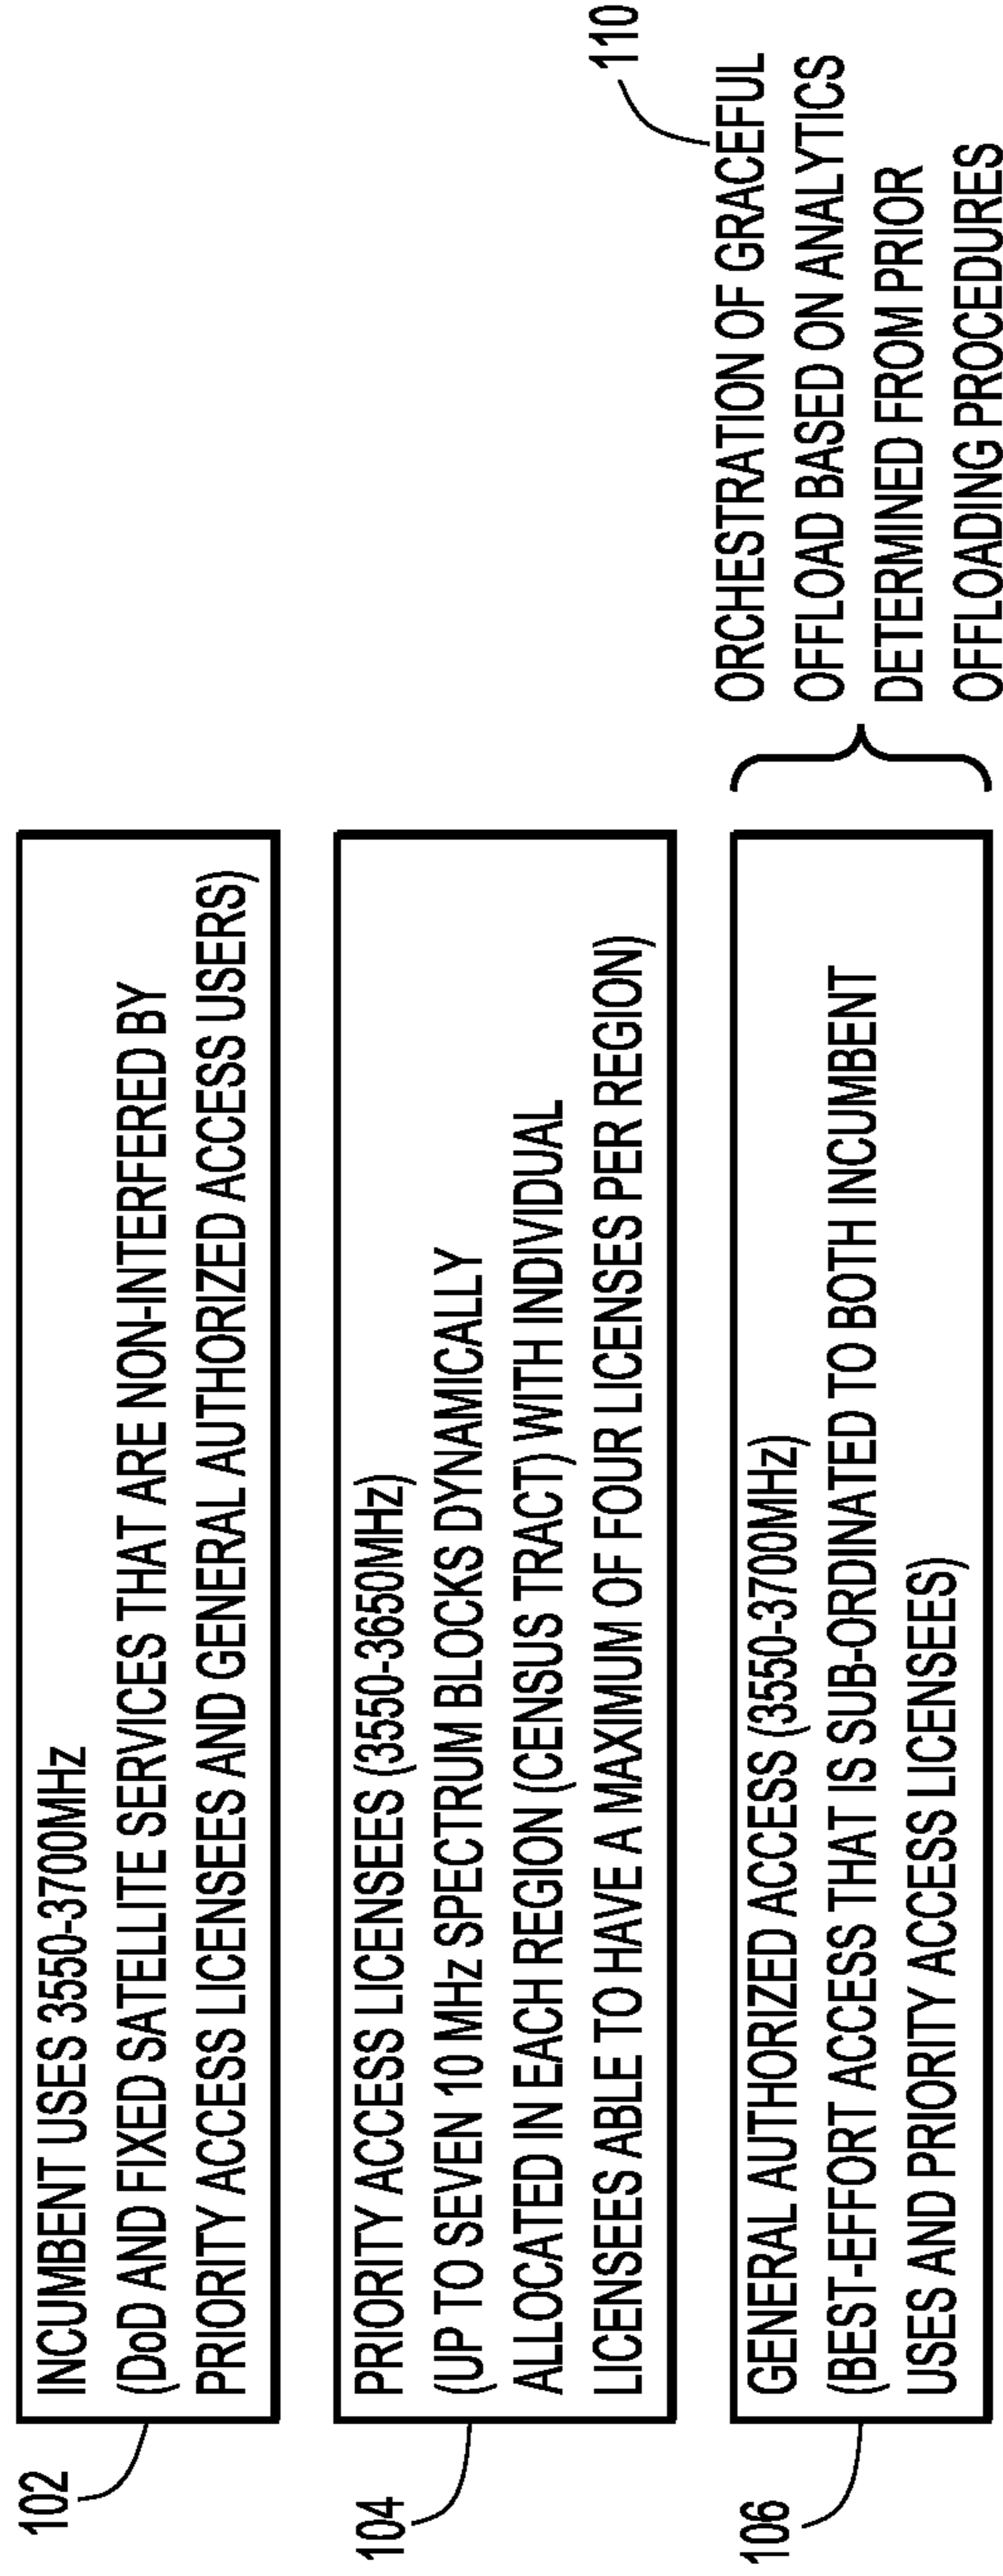 102
INCUMBENT USES 3550-3700MHz
(DoD AND FIXED SATELLITE SERVICES THAT ARE NON-INTERFERED BY
PRIORITY ACCESS LICENSEES AND GENERAL AUTHORIZED ACCESS USERS)
104
PRIORITY ACCESS LICENSEES (3550-3650MHz)
(UP TO SEVEN 10 MHz SPECTRUM BLOCKS DYNAMICALLY
ALLOCATED IN EACH REGION (CENSUS TRACT) WITH INDIVIDUAL
LICENSEES ABLE TO HAVE A MAXIMUM OF FOUR LICENSES PER REGION)
106
GENERAL AUTHORIZED ACCESS (3550-3700MHz)
(BEST-EFFORT ACCESS THAT IS SUB-ORDINATED TO BOTH INCUMBENT
USES AND PRIORITY ACCESS LICENSEES)
110
ORCHESTRATION OF GRACEFUL
OFFLOAD BASED ON ANALYTICS
DETERMINED FROM PRIOR
OFFLOADING PROCEDURES